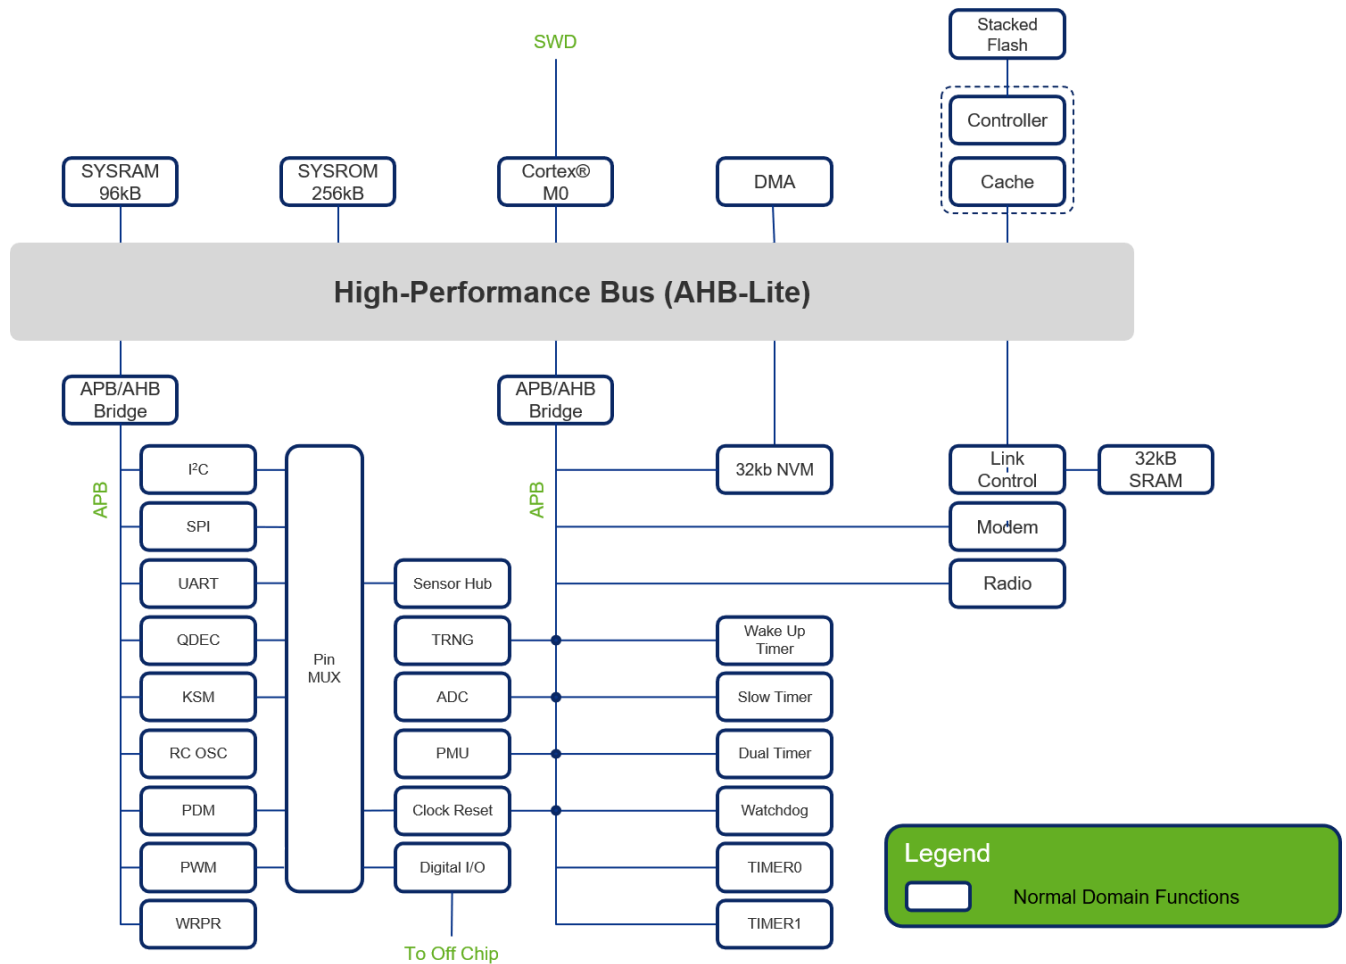 SWD
Stacked
Flash
Controller
SYSRAM
96kB
SYSROM
256kB
Cortex®
M0
DMA
Cache
High-Performance Bus (AHB-Lite)
APB/AHB
Bridge
APB/AHB
Bridge
APB
I²C
SPI
UART
QDEC
KSM
RC OSC
PDM
PWM
WRPR
Pin
MUX
Sensor Hub
TRNG
ADC
PMU
Clock Reset
Digital I/O
To Off Chip
APB
32kb NVM
Link
Control
32kB
SRAM
Modem
Radio
Wake Up
Timer
Slow Timer
Dual Timer
Watchdog
TIMER0
TIMER1
Legend
Normal Domain Functions